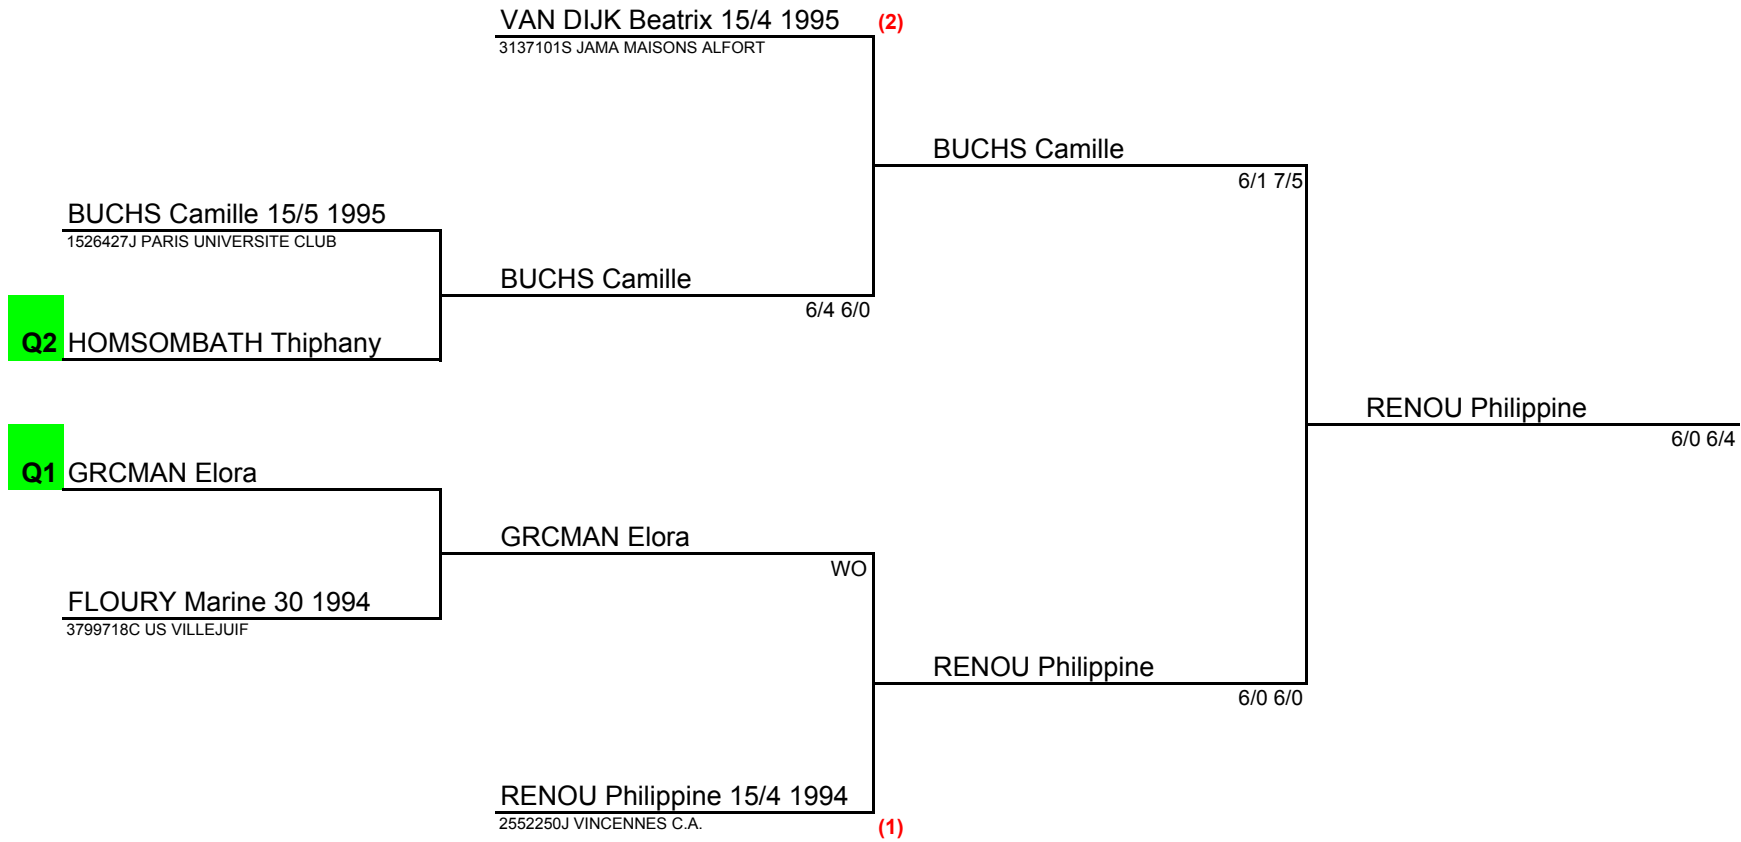 VAN DIJK Beatrix 15/4 1995 (2)
3137101S JAMA MAISONS ALFORT
BUCHS Camille
6/1 7/5
BUCHS Camille 15/5 1995
1526427J PARIS UNIVERSITE CLUB
BUCHS Camille
6/4 6/0
Q2 HOMSOMBATH Thiphany
RENOU Philippine
6/0 6/4
Q1 GRCMAN Elora
GRCMAN Elora
WO
FLOURY Marine 30 1994
3799718C US VILLEJUIF
RENOU Philippine
6/0 6/0
RENOU Philippine 15/4 1994
2552250J VINCENNES C.A. (1)